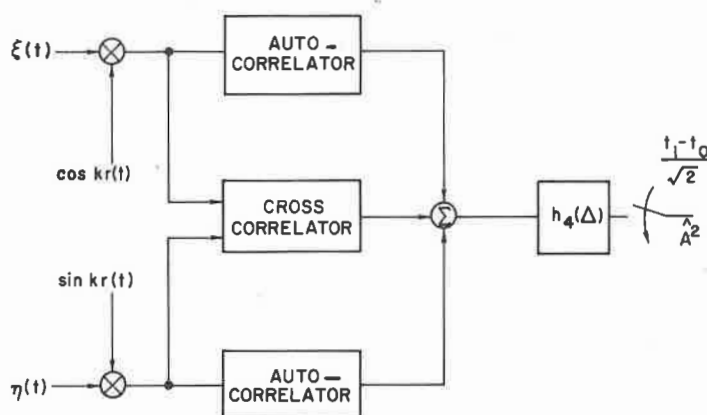 ξ(t)
AUTO-
CORRELATOR
cos kr(t)
CROSS
CORRELATOR
Σ
h₄(Δ)
t₁-t₀
√2
Â²
sin kr(t)
η(t)
AUTO-
CORRELATOR